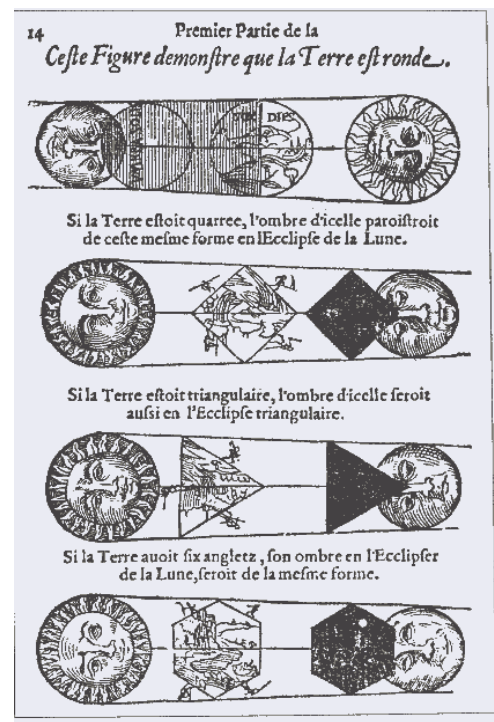 14
Premier Partie de la
Ceſte Figure demonſtre que la Terre eſt ronde.
DIES
Si la Terre eſtoit quarree, l'ombre d'icelle paroiſtroit
de ceſte meſme forme en lEcclipſe de la Lune.
Si la Terre eſtoit triangulaire, l'ombre d'icelle ſeroit
auſsi en l'Ecclipſe triangulaire.
Si la Terre auoit ſix angletz, ſon ombre en l'Ecclipſer
de la Lune, ſeroit de la meſme forme.